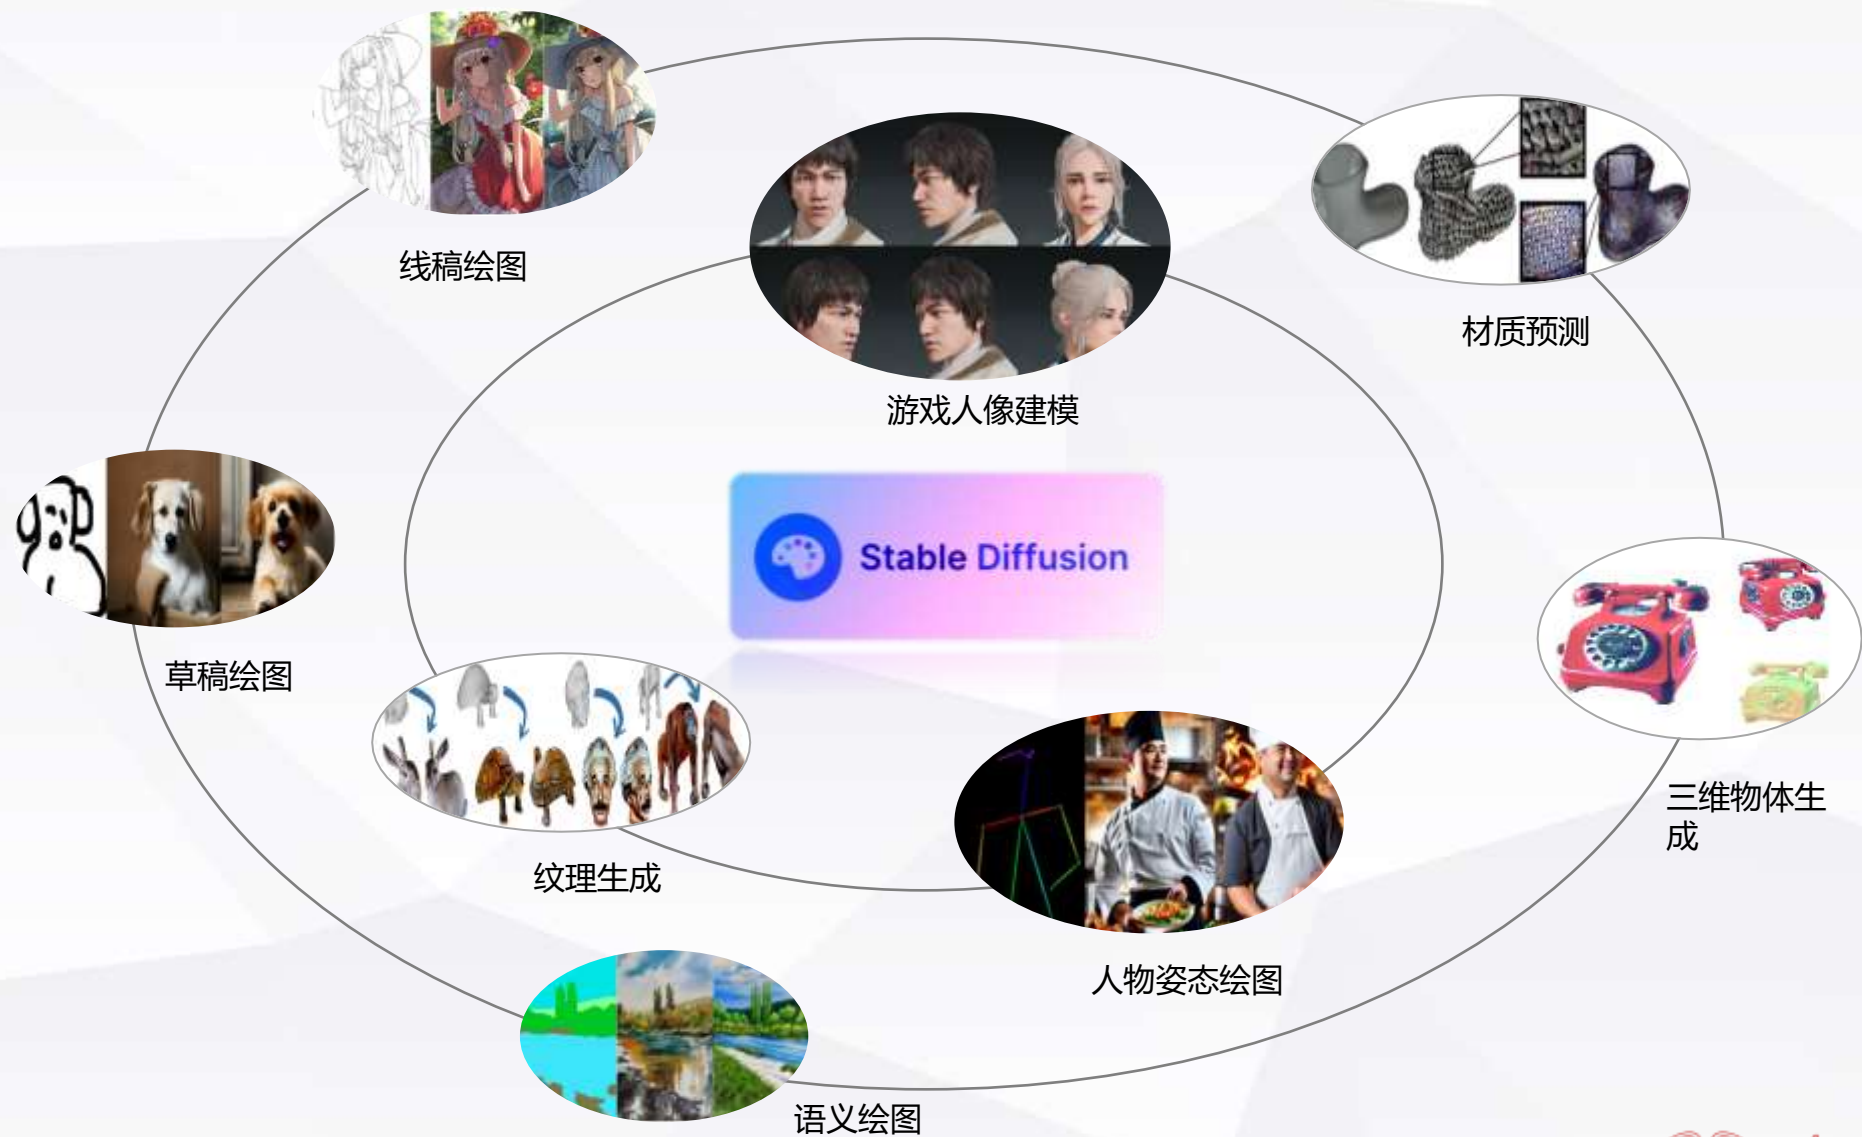 线稿绘图
材质预测
游戏人像建模
Stable Diffusion
草稿绘图
三维物体生
成
纹理生成
人物姿态绘图
语义绘图